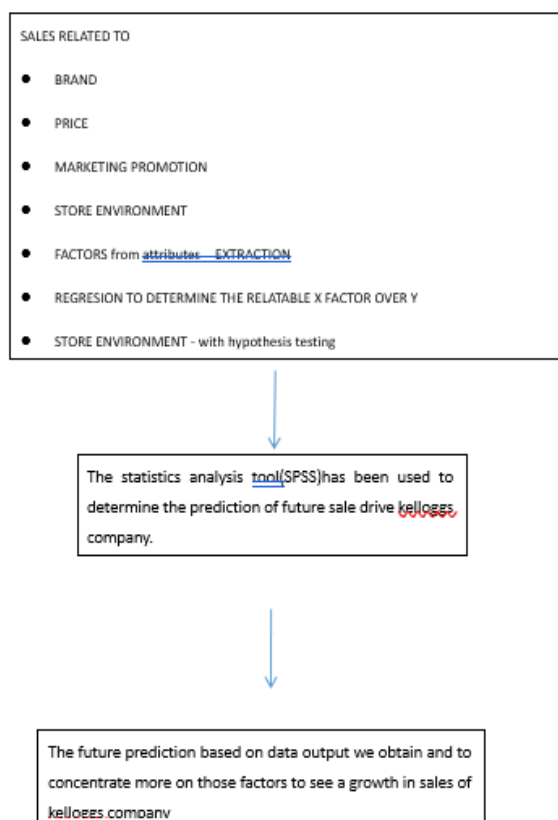 SALES RELATED TO
● BRAND
● PRICE
● MARKETING PROMOTION
● STORE ENVIRONMENT
● FACTORS from attributes EXTRACTION
● REGRESION TO DETERMINE THE RELATABLE X FACTOR OVER Y
● STORE ENVIRONMENT - with hypothesis testing
The statistics analysis tool(SPSS)has been used to
determine the prediction of future sale drive kelloggs
company.
The future prediction based on data output we obtain and to
concentrate more on those factors to see a growth in sales of
kelloggs company